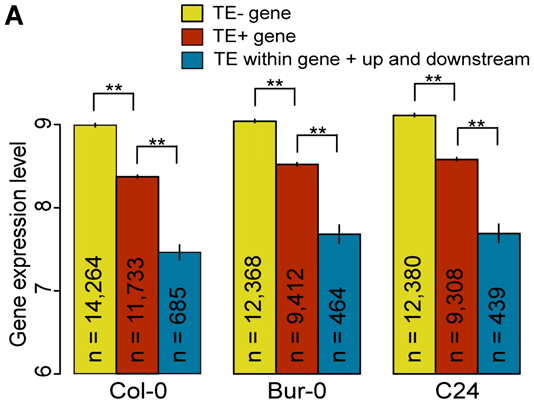 A
TE- gene
TE+ gene
TE within gene + up and downstream
Gene expression level
9
8
7
6
**
**
**
**
**
**
n = 14,264
n = 11,733
n = 685
n = 12,368
n = 9,412
n = 464
n = 12,380
n = 9,308
n = 439
Col-0
Bur-0
C24